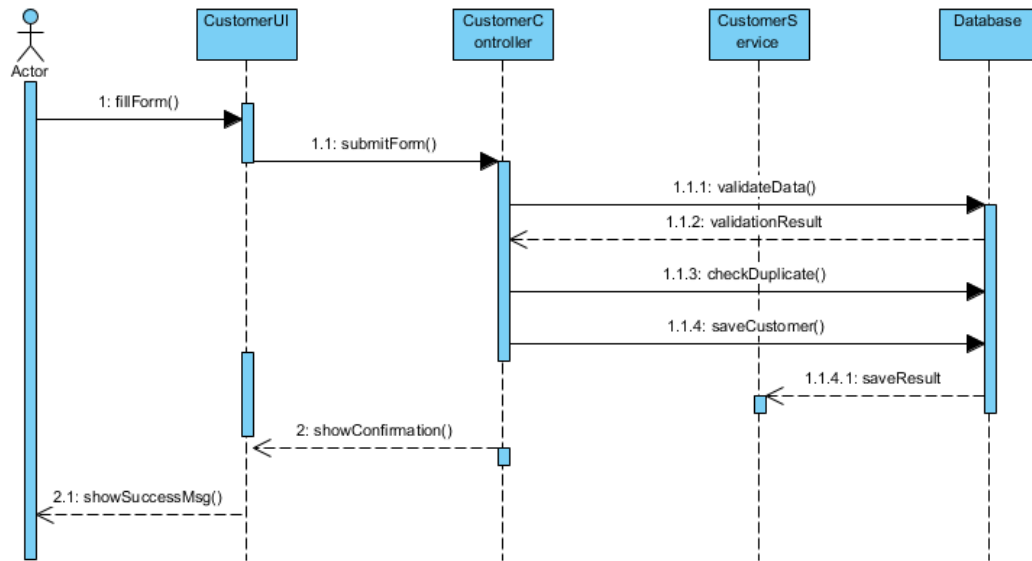 CustomerUI
CustomerC
ontroller
CustomerS
ervice
Database
Actor
1: fillForm()
1.1: submitForm()
1.1.1: validateData()
1.1.2: validationResult
1.1.3: checkDuplicate()
1.1.4: saveCustomer()
1.1.4.1: saveResult
2: showConfirmation()
2.1: showSuccessMsg()